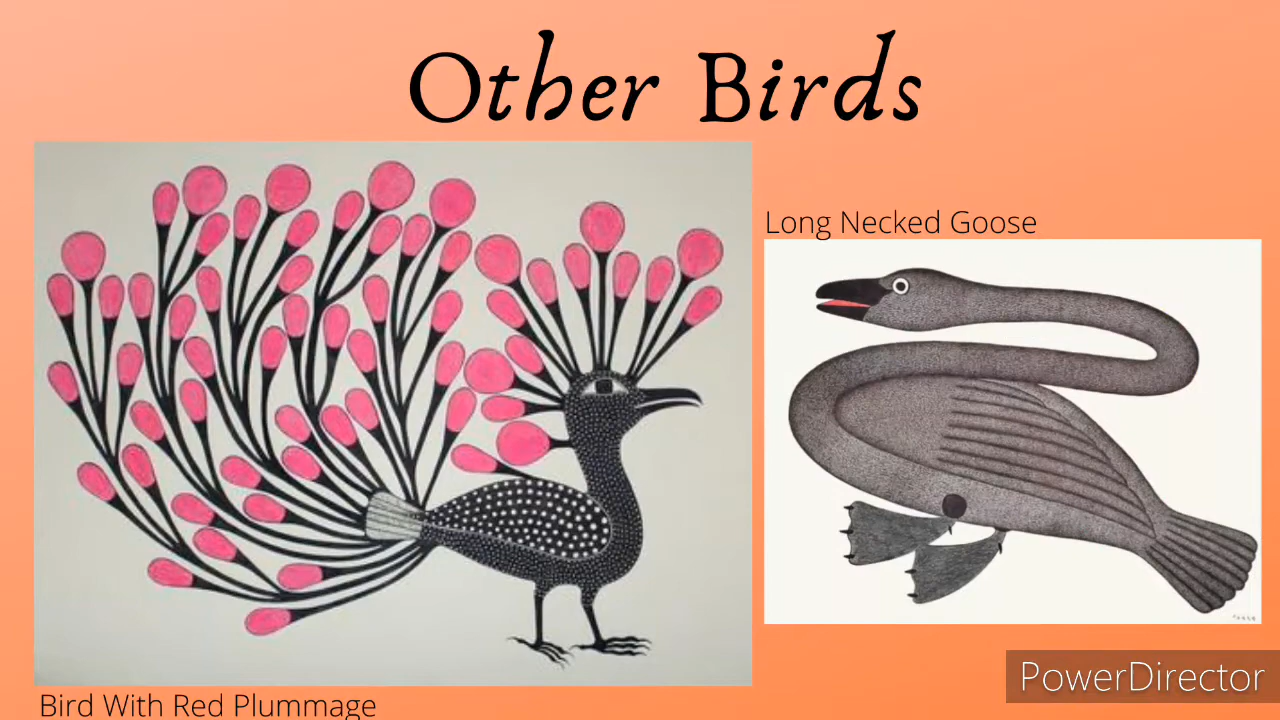 Other Birds
Long Necked Goose
Bird With Red Plummage
PowerDirector